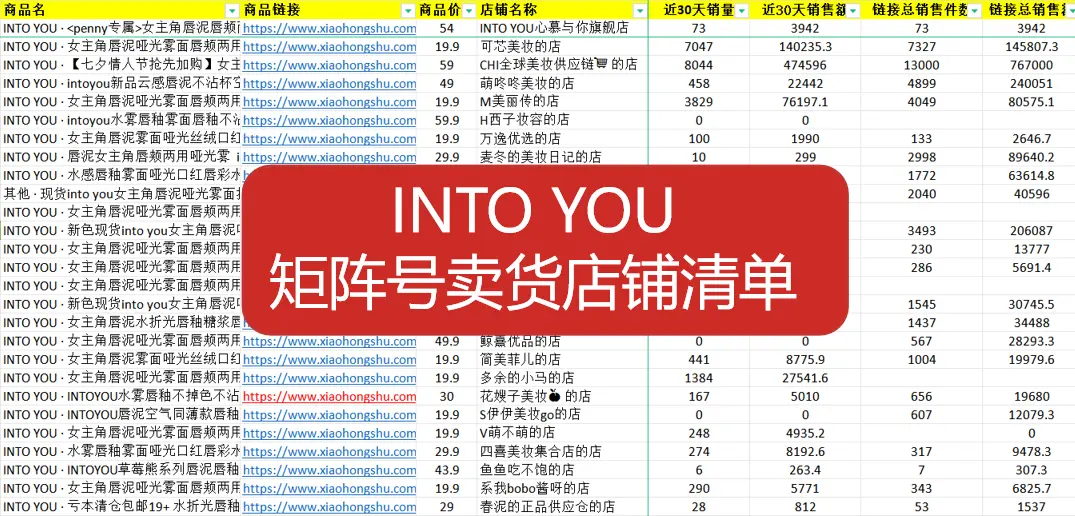 商品名 商品链接 商品价 店铺名称 近30天销量 近30天销售额 链接总销售件数 链接总销售额
INTO YOU · <penny专属>女主角唇泥唇颊 https://www.xiaohongshu.com 54 INTO YOU心慕与你旗舰店 73 3942 73 3942
INTO YOU · 女主角唇泥哑光雾面唇颊两用 https://www.xiaohongshu.com 19.9 可芯美妆的店 7047 140235.3 7327 145807.3
INTO YOU · 【七夕情人节抢先加购】女主 https://www.xiaohongshu.com 59 CHI全球美妆供应链🛒 的店 8044 474596 13000 767000
INTO YOU · intoyou新品云感唇泥不沾杯空 https://www.xiaohongshu.com 49 萌咚咚美妆的店 458 22442 4899 240051
INTO YOU · 女主角唇泥哑光雾面唇颊两用 https://www.xiaohongshu.com 19.9 M美丽传的店 3829 76197.1 4049 80575.1
INTO YOU · intoyou水雾唇釉雾面唇釉不沾 https://www.xiaohongshu.com 59.9 H西子妆容的店 0 0
INTO YOU · 女主角唇泥雾面哑光丝绒口红 https://www.xiaohongshu.com 19.9 万逸优选的店 100 1990 133 2646.7
INTO YOU · 唇泥女主角唇颊两用哑光雾 https://www.xiaohongshu.com 29.9 麦冬的美妆日记的店 10 299 2998 89640.2
INTO YOU · 水感唇釉雾面哑光口红唇彩水 1772 63614.8
其他 · 现货into you女主角唇泥哑光雾面 2040 40596
INTO YOU · 女主角唇泥哑光雾面唇颊两用
INTO YOU · 新色现货into you女主角唇泥 3493 206087
INTO YOU · 女主角唇泥哑光雾面唇颊两用 230 13777
INTO YOU · 女主角唇泥哑光雾面唇颊两用 286 5691.4
INTO YOU · 女主角唇泥哑光雾面唇颊两用
INTO YOU · 新色现货into you女主角唇泥 1545 30745.5
INTO YOU · 女主角唇泥水折光唇釉糖浆唇 1437 34488
INTO YOU · 女主角唇泥哑光雾面唇颊两用 https://www.xiaohongshu.com 49.9 鲸熹优品的店 0 0 567 28293.3
INTO YOU · 女主角唇泥雾面哑光丝绒口红 https://www.xiaohongshu.com 19.9 简美菲儿的店 441 8775.9 1004 19979.6
INTO YOU · 女主角唇泥哑光雾面唇颊两用 https://www.xiaohongshu.com 19.9 多余的小马的店 1384 27541.6
INTO YOU · INTOYOU水雾唇釉不掉色不沾 https://www.xiaohongshu.com 30 花嫂子美妆🍎 的店 167 5010 656 19680
INTO YOU · INTOYOU唇泥空气同薄款唇釉 https://www.xiaohongshu.com 19.9 S伊伊美妆go的店 0 0 607 12079.3
INTO YOU · 女主角唇泥哑光雾面唇颊两用 https://www.xiaohongshu.com 19.9 V萌不萌的店 248 4935.2 0
INTO YOU · 水雾唇釉雾面哑光口红唇彩水 https://www.xiaohongshu.com 29.9 四喜美妆集合店的店 274 8192.6 317 9478.3
INTO YOU · INTOYOU草莓熊系列唇泥唇釉 https://www.xiaohongshu.com 43.9 鱼鱼吃不饱的店 6 263.4 7 307.3
INTO YOU · 女主角唇泥哑光雾面唇颊两用 https://www.xiaohongshu.com 19.9 系我bobo酱呀的店 290 5771 343 6825.7
INTO YOU · 亏本清仓包邮19+ 水折光唇釉 https://www.xiaohongshu.com 29 春泥的正品供应仓的店 28 812 53 1537
INTO YOU
矩阵号卖货店铺清单